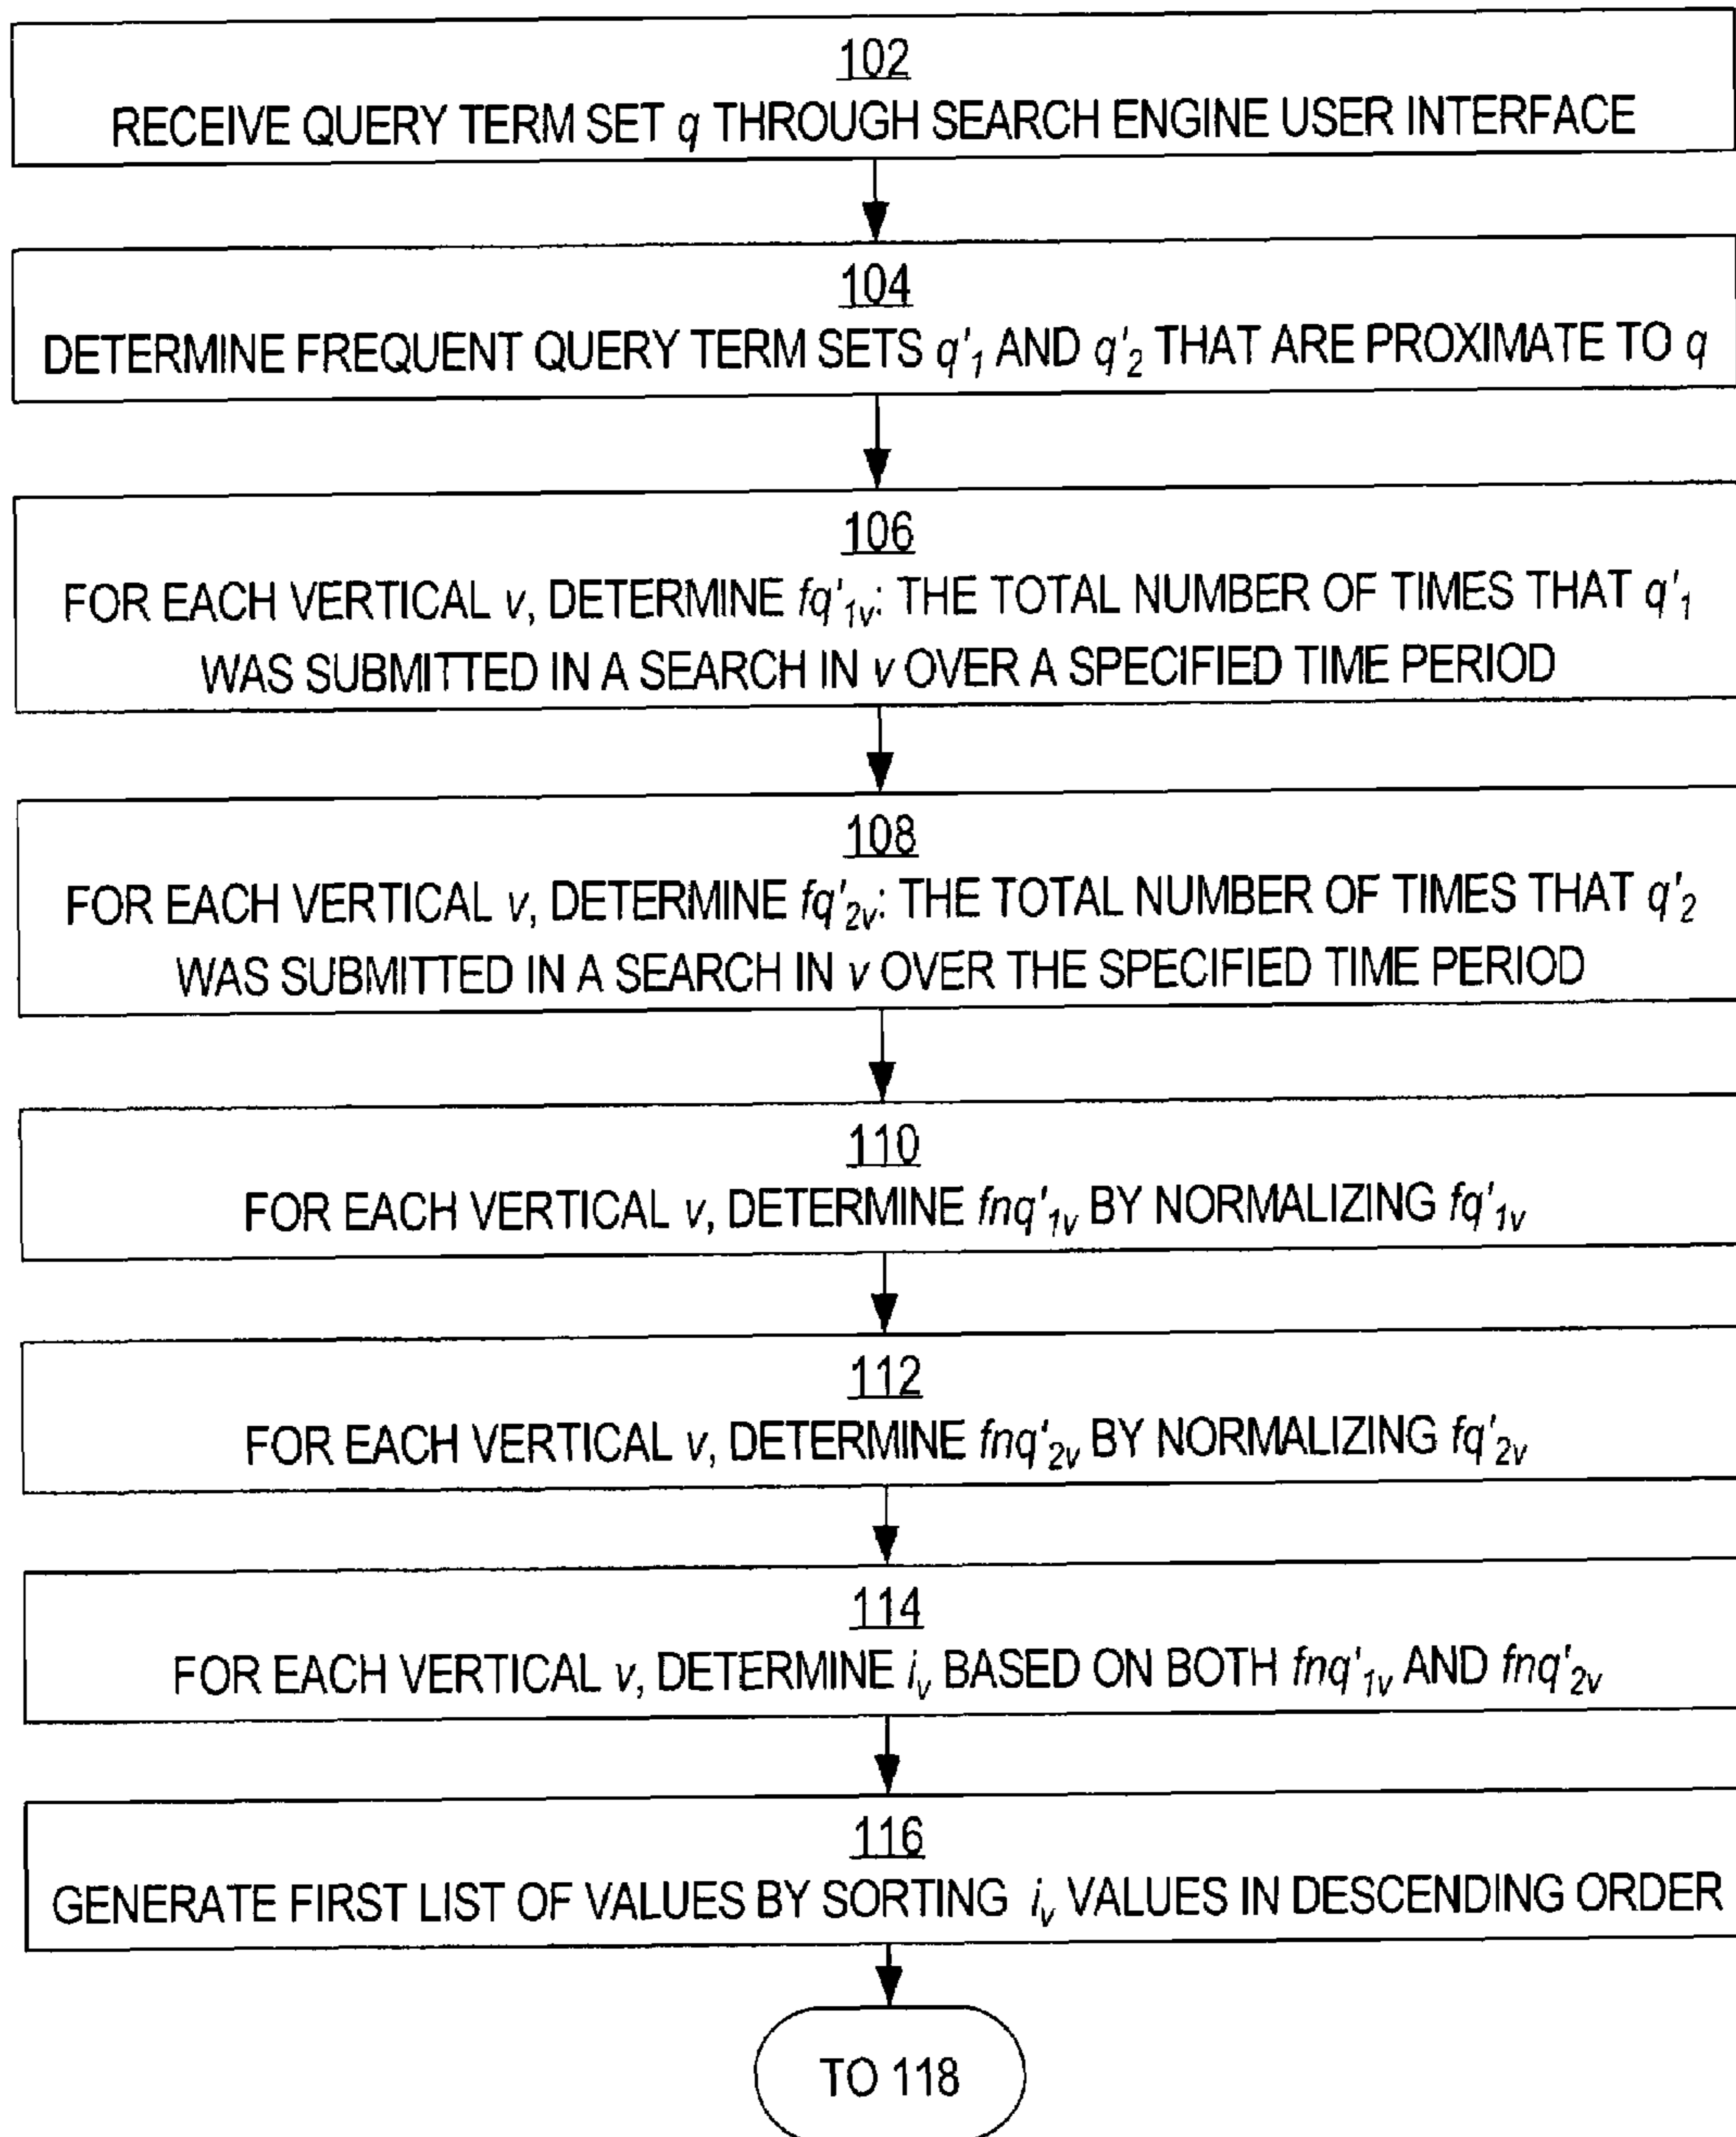 102
RECEIVE QUERY TERM SET q THROUGH SEARCH ENGINE USER INTERFACE
104
DETERMINE FREQUENT QUERY TERM SETS q'1 AND q'2 THAT ARE PROXIMATE TO q
106
FOR EACH VERTICAL v, DETERMINE fq'1v: THE TOTAL NUMBER OF TIMES THAT q'1
WAS SUBMITTED IN A SEARCH IN v OVER A SPECIFIED TIME PERIOD
108
FOR EACH VERTICAL v, DETERMINE fq'2v: THE TOTAL NUMBER OF TIMES THAT q'2
WAS SUBMITTED IN A SEARCH IN v OVER THE SPECIFIED TIME PERIOD
110
FOR EACH VERTICAL v, DETERMINE fnq'1v BY NORMALIZING fq'1v
112
FOR EACH VERTICAL v, DETERMINE fnq'2v BY NORMALIZING fq'2v
114
FOR EACH VERTICAL v, DETERMINE iv BASED ON BOTH fnq'1v AND fnq'2v
116
GENERATE FIRST LIST OF VALUES BY SORTING iv VALUES IN DESCENDING ORDER
TO 118